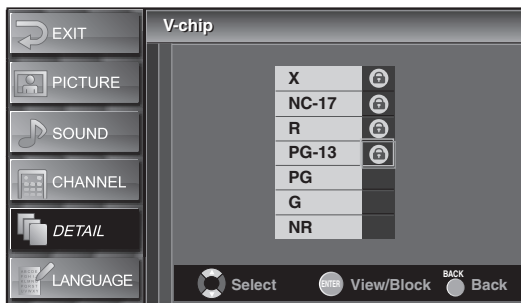 V-chip
EXIT
PICTURE
SOUND
CHANNEL
DETAIL
LANGUAGE
X
NC-17
R
PG-13
PG
G
NR
Select
ENTER
View/Block
BACK
Back